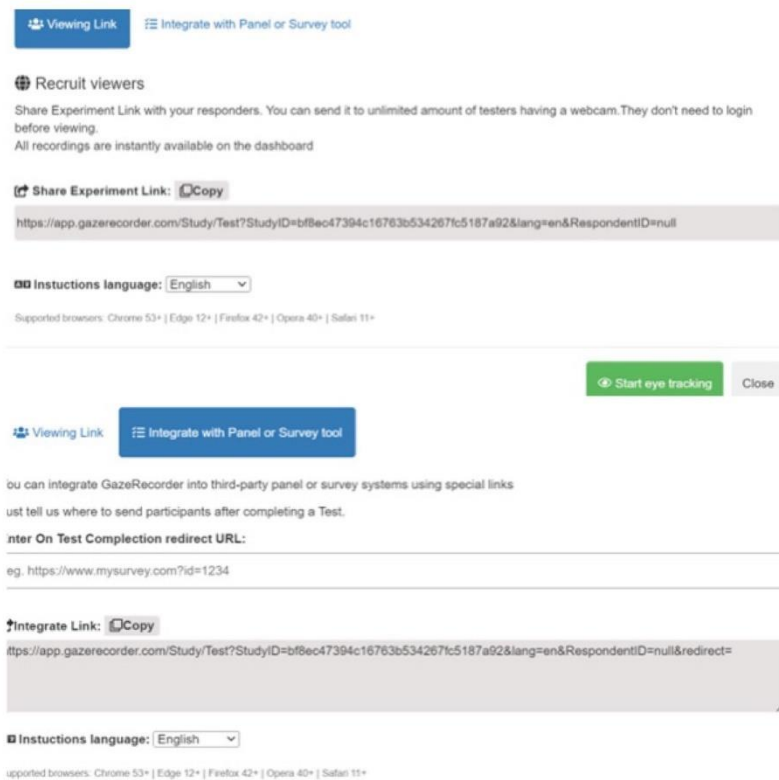 Viewing Link Integrate with Panel or Survey tool
Recruit viewers
Share Experiment Link with your responders. You can send it to unlimited amount of testers having a webcam.They don't need to login
before viewing.
All recordings are instantly available on the dashboard
Share Experiment Link: Copy
https://app.gazerecorder.com/Study/Test?StudyID=bf8ec47394c16763b534267fc5187a92&lang=en&RespondentID=null
Instuctions language: English
Supported browsers: Chrome 53+ | Edge 12+ | Firefox 42+ | Opera 40+ | Safari 11+
Start eye tracking Close
Viewing Link Integrate with Panel or Survey tool
ou can integrate GazeRecorder into third-party panel or survey systems using special links
ust tell us where to send participants after completing a Test.
nter On Test Complection redirect URL:
eg. https://www.mysurvey.com?id=1234
Integrate Link: Copy
ttps://app.gazerecorder.com/Study/Test?StudyID=bf8ec47394c16763b534267fc5187a92&lang=en&RespondentID=null&redirect=
Instuctions language: English
upported browsers: Chrome 53+ | Edge 12+ | Firefox 42+ | Opera 40+ | Safari 11+